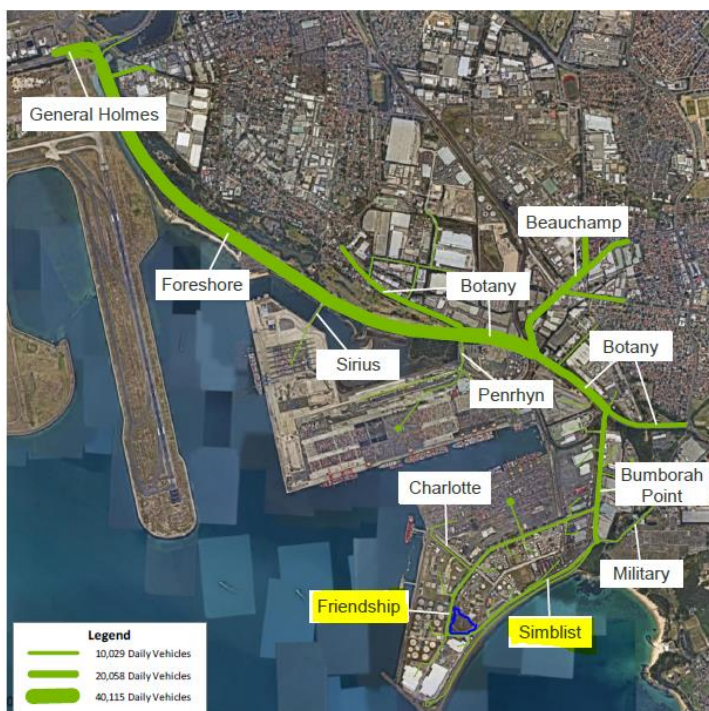 General Holmes
Beauchamp
Foreshore
Botany
Sirius
Botany
Penrhyn
Charlotte
Bumborah
Point
Military
Friendship
Simblist
Legend
10,029 Daily Vehicles
20,058 Daily Vehicles
40,115 Daily Vehicles